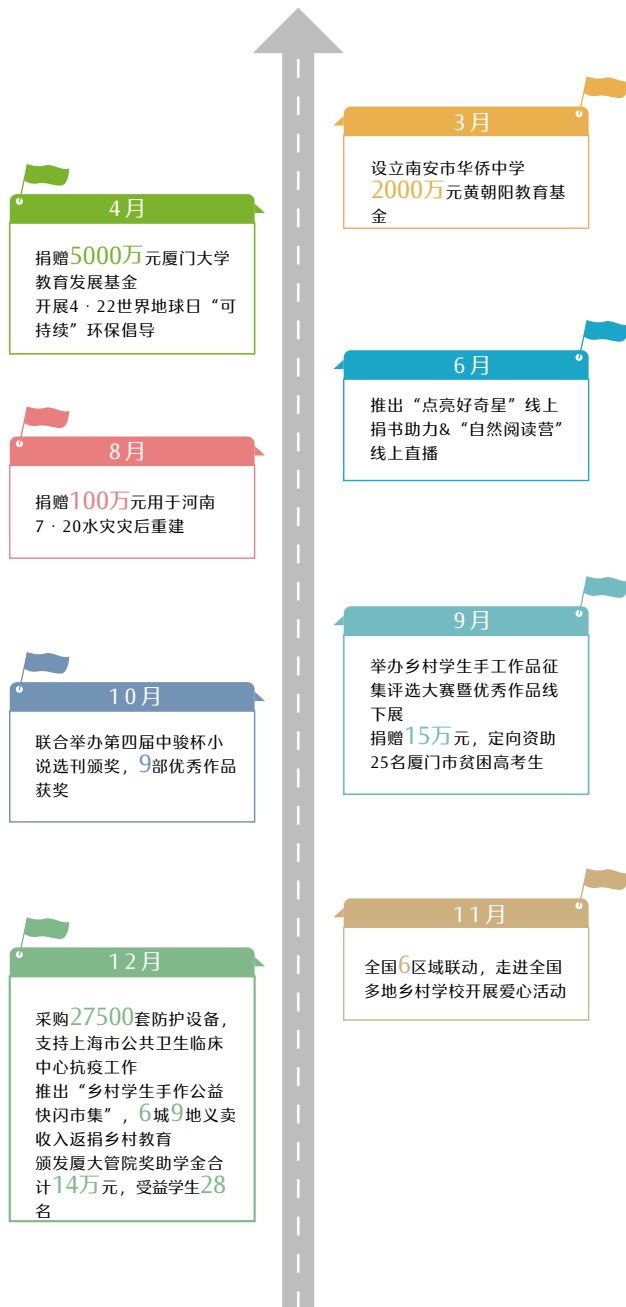 3月
设立南安市华侨中学
2000万元黄朝阳教育基
金
4月
捐赠5000万元厦门大学
教育发展基金
开展4·22世界地球日“可
持续”环保倡导
6月
推出“点亮好奇星”线上
捐书助力&“自然阅读营”
线上直播
8月
捐赠100万元用于河南
7·20水灾灾后重建
9月
举办乡村学生手工作品征
集评选大赛暨优秀作品线
下展
捐赠15万元，定向资助
25名厦门市贫困高考生
10月
联合举办第四届中骏杯小
说选刊颁奖，9部优秀作品
获奖
11月
全国6区域联动，走进全国
多地乡村学校开展爱心活动
12月
采购27500套防护设备，
支持上海市公共卫生临床
中心抗疫工作
推出“乡村学生手作公益
快闪市集”，6城9地义卖
收入返捐乡村教育
颁发厦大管院奖助学金合
计14万元，受益学生28
名